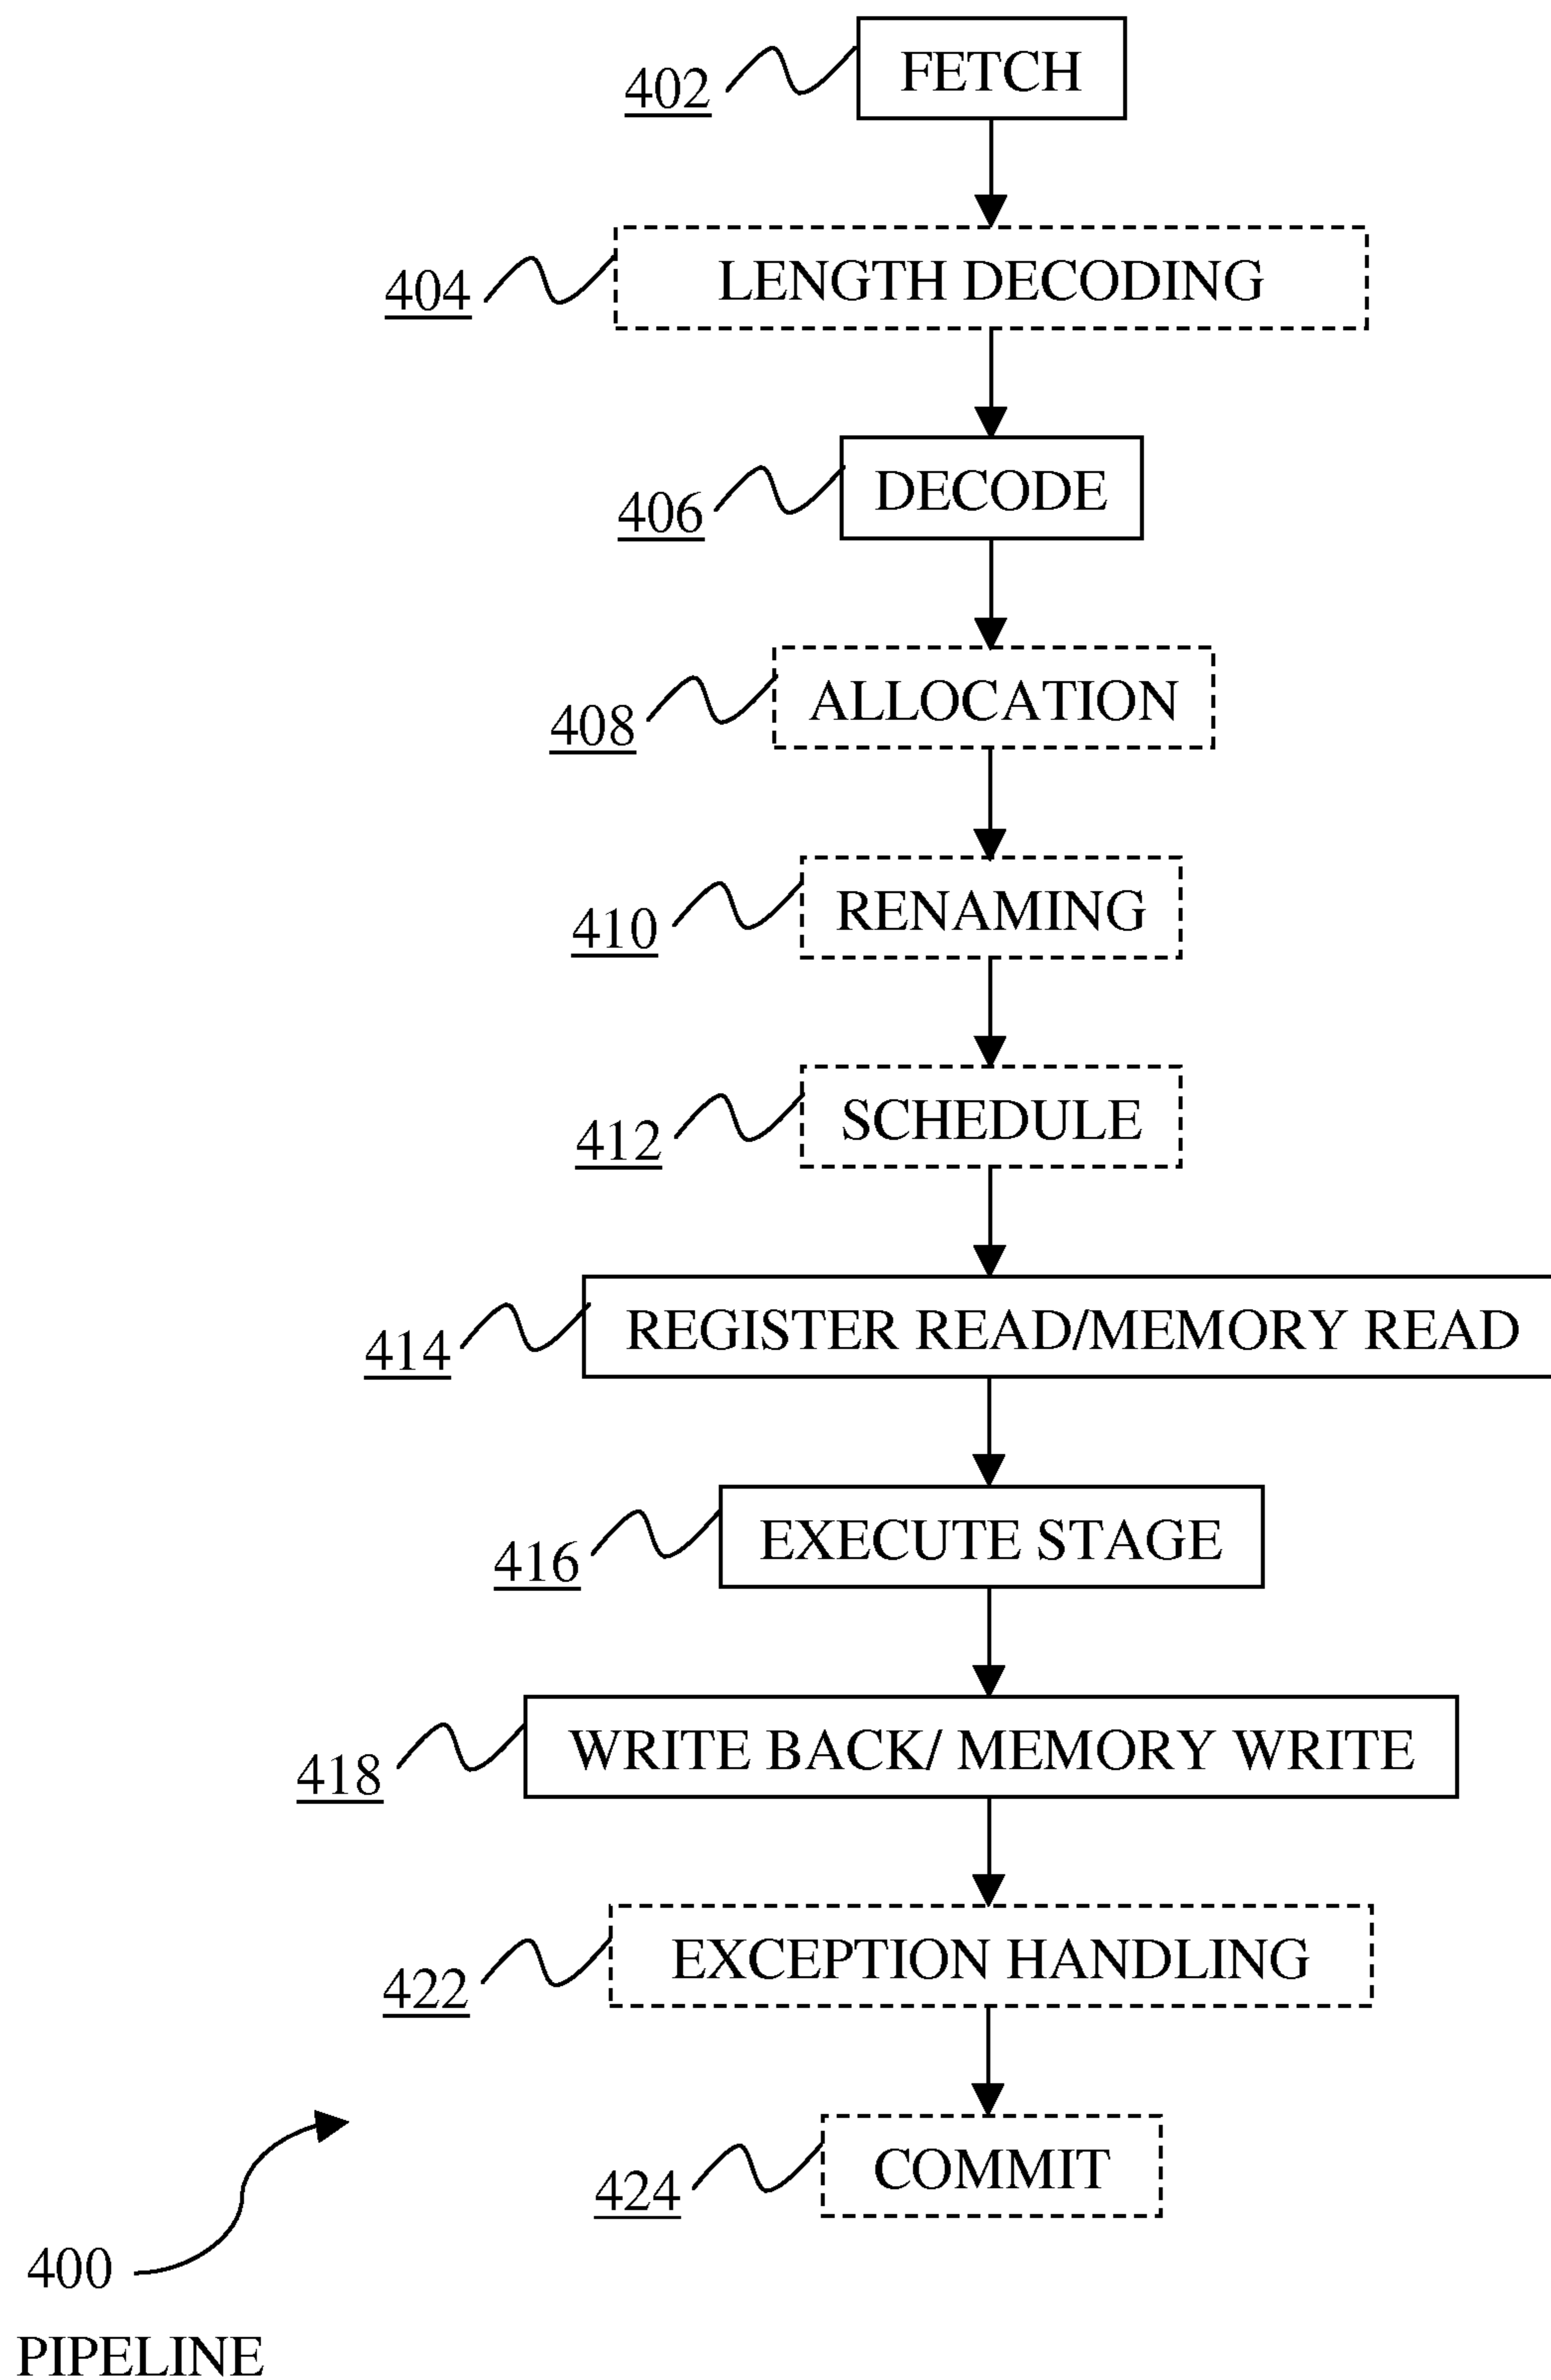 FETCH
402
LENGTH DECODING
404
DECODE
406
ALLOCATION
408
RENAMING
410
SCHEDULE
412
REGISTER READ/MEMORY READ
414
EXECUTE STAGE
416
WRITE BACK/ MEMORY WRITE
418
EXCEPTION HANDLING
422
COMMIT
424
400
PIPELINE